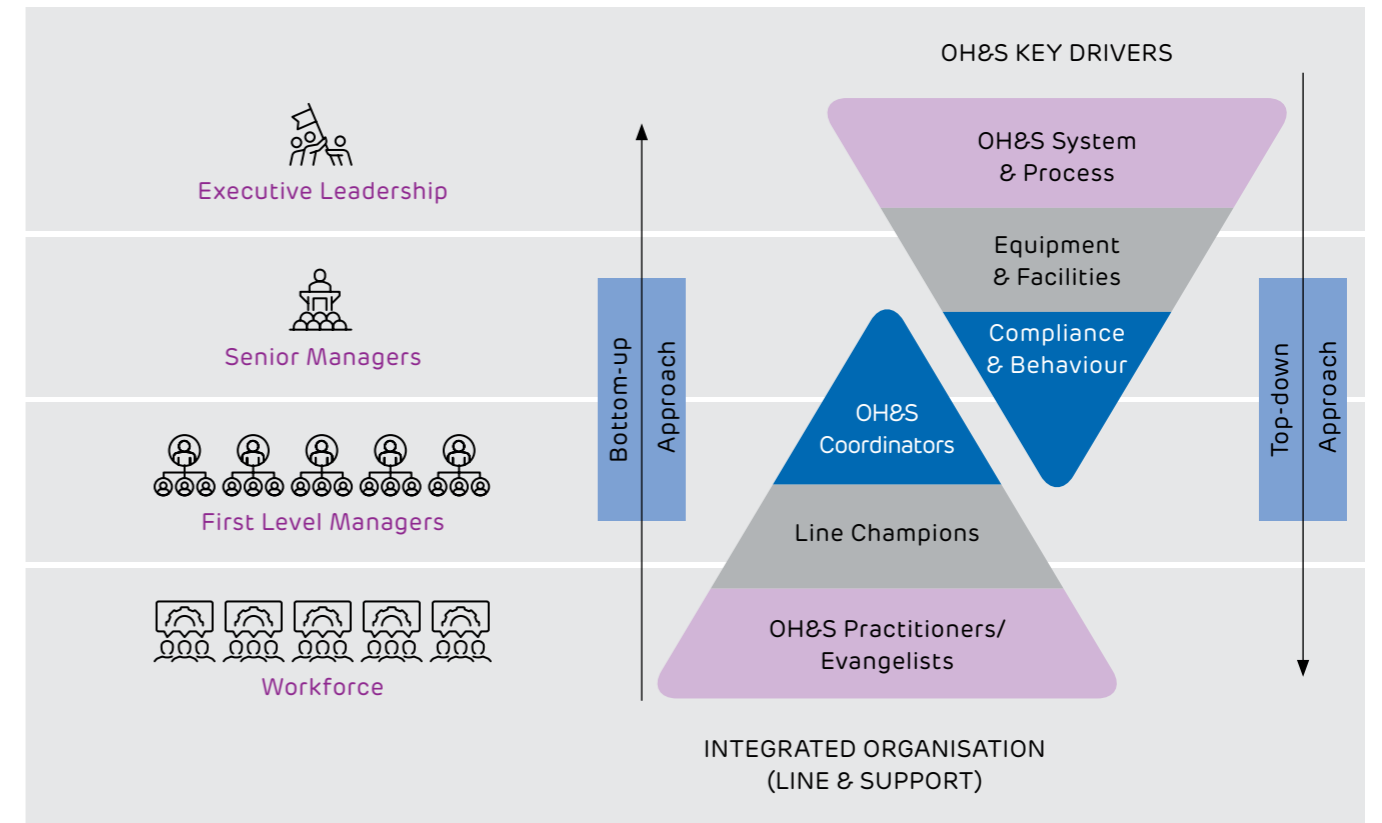 OH&S KEY DRIVERS
Executive Leadership
OH&S System
& Process
Equipment
& Facilities
Senior Managers
Compliance
& Behaviour
Bottom-up
Approach
Top-down
Approach
OH&S
Coordinators
First Level Managers
Line Champions
OH&S Practitioners/
Evangelists
Workforce
INTEGRATED ORGANISATION
(LINE & SUPPORT)